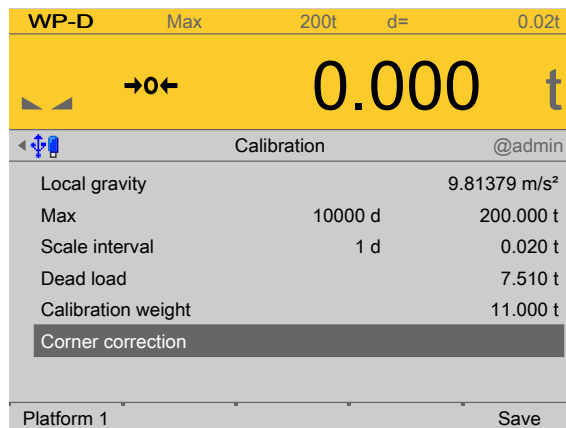 WP-D Max 200t d= 0.02t
→0← 0.000 t
Calibration @admin
Local gravity 9.81379 m/s²
Max 10000 d 200.000 t
Scale interval 1 d 0.020 t
Dead load 7.510 t
Calibration weight 11.000 t
Corner correction
Platform 1 Save